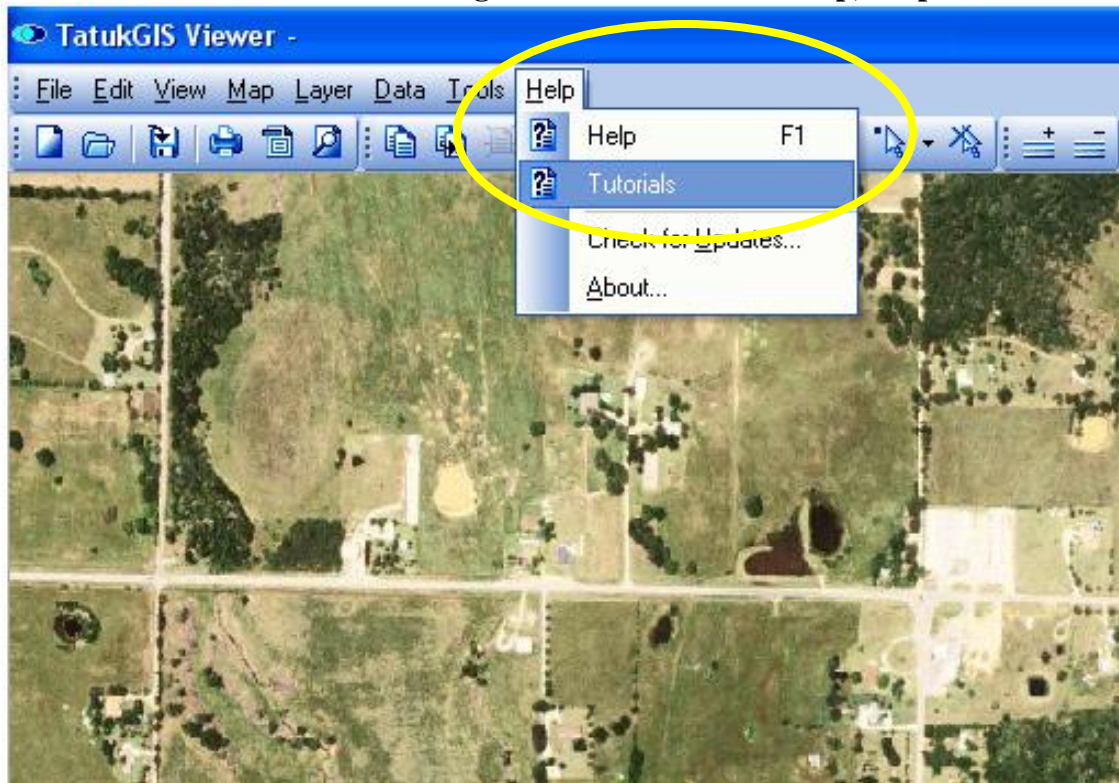 TatukGIS Viewer -
File Edit View Map Layer Data Tools Help
Help F1
Tutorials
Check for Updates...
About...